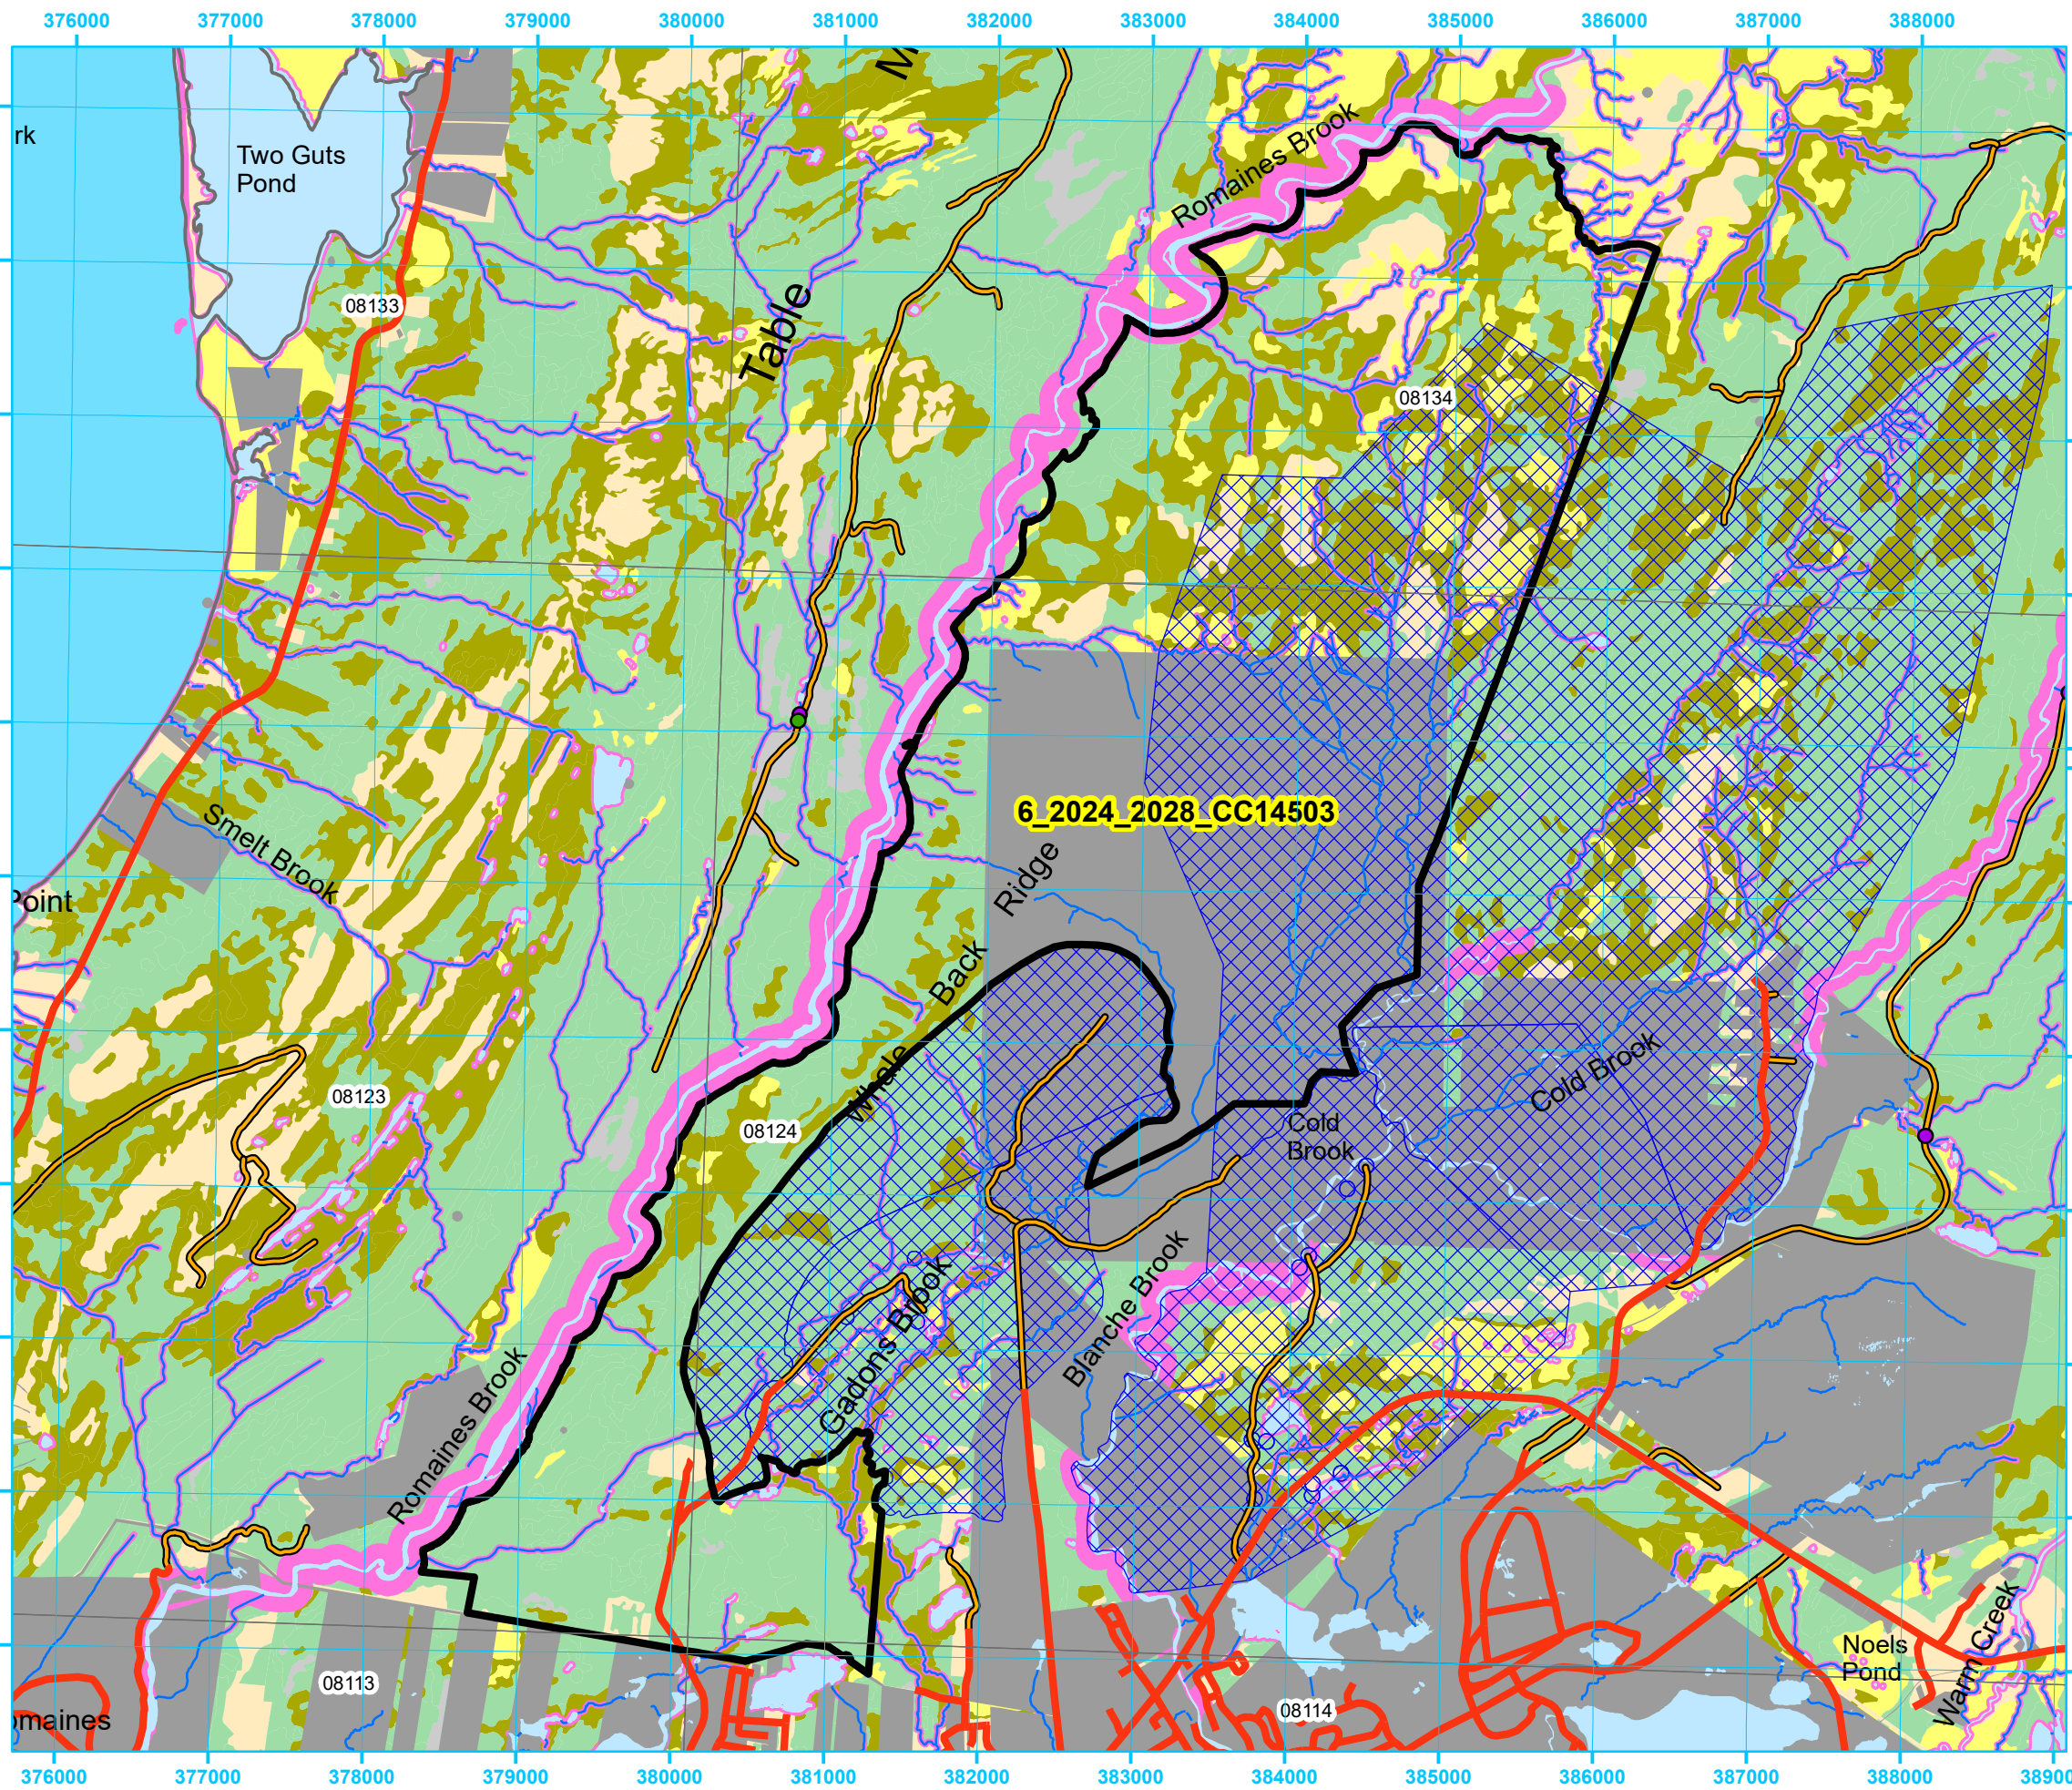 376000 377000 378000 379000 380000 381000 382000 383000 384000 385000 386000 387000 388000
rk
Two Guts
Pond
Romaines Brook
08133
Table
08134
6_2024_2028_CC14503
Smelt Brook
Ridge
Point
Back
Whale
Cold Brook
08123
08124
Cold
Brook
Blanche Brook
Gadons Brook
Romaines Brook
Noels
Pond
Warm Creek
08113
08114
omaines
376000 377000 378000 379000 380000 381000 382000 383000 384000 385000 386000 387000 388000 3890